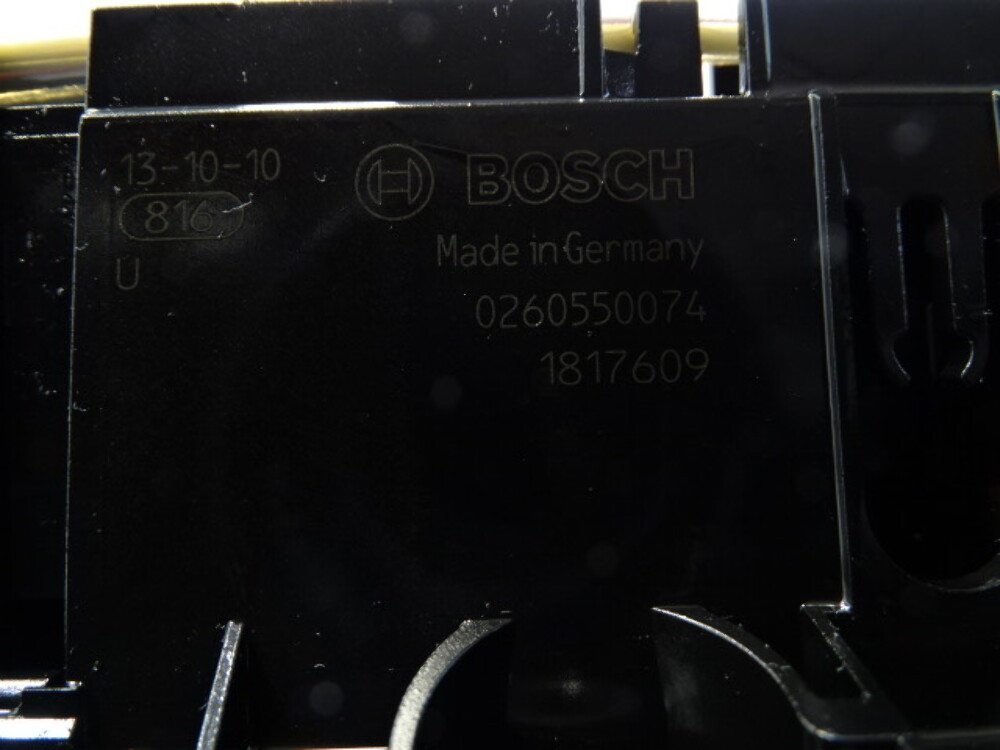 13-10-10
816
U
BOSCH
Made in Germany
0260550074
1817609